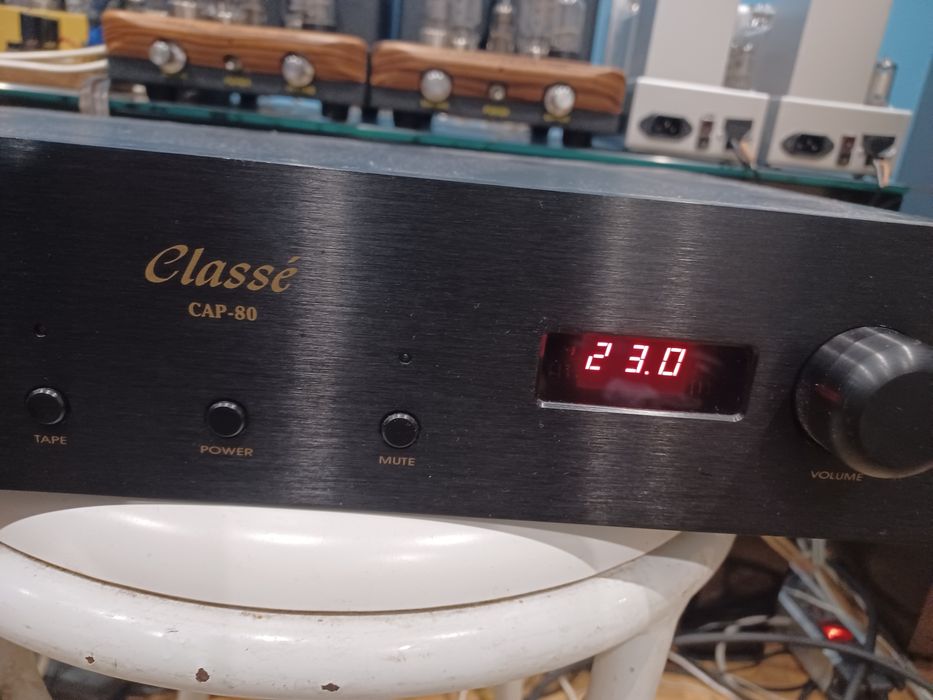 Classé
CAP-80
23.0
TAPE
POWER
MUTE
VOLUME